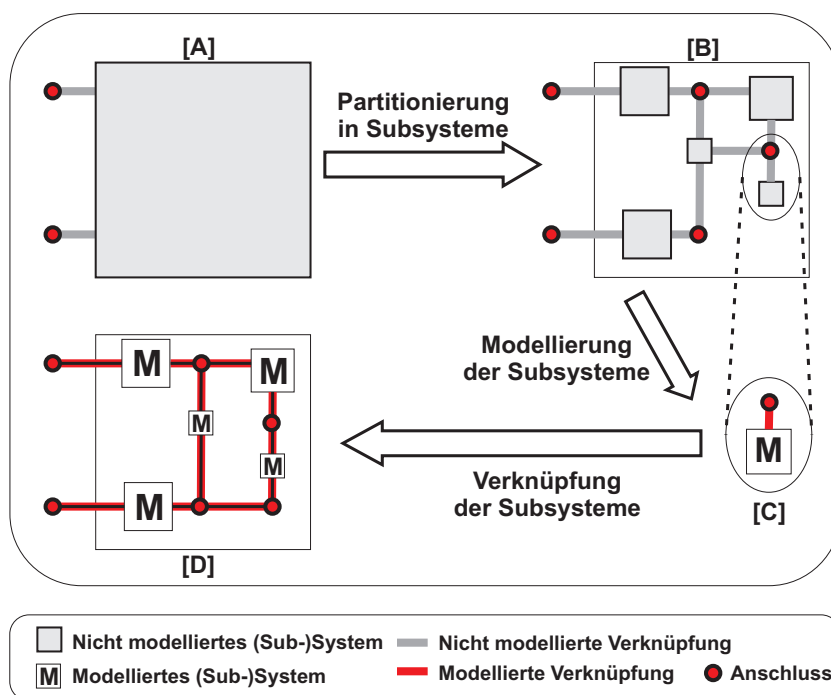 [A]
[B]
Partitionierung
in Subsysteme
Modellierung
der Subsysteme
M
M
M
M
M
M
Verknüpfung
der Subsysteme
[C]
[D]
Nicht modelliertes (Sub-)System
Nicht modellierte Verknüpfung
M
Modelliertes (Sub-)System
Modellierte Verknüpfung
Anschluss